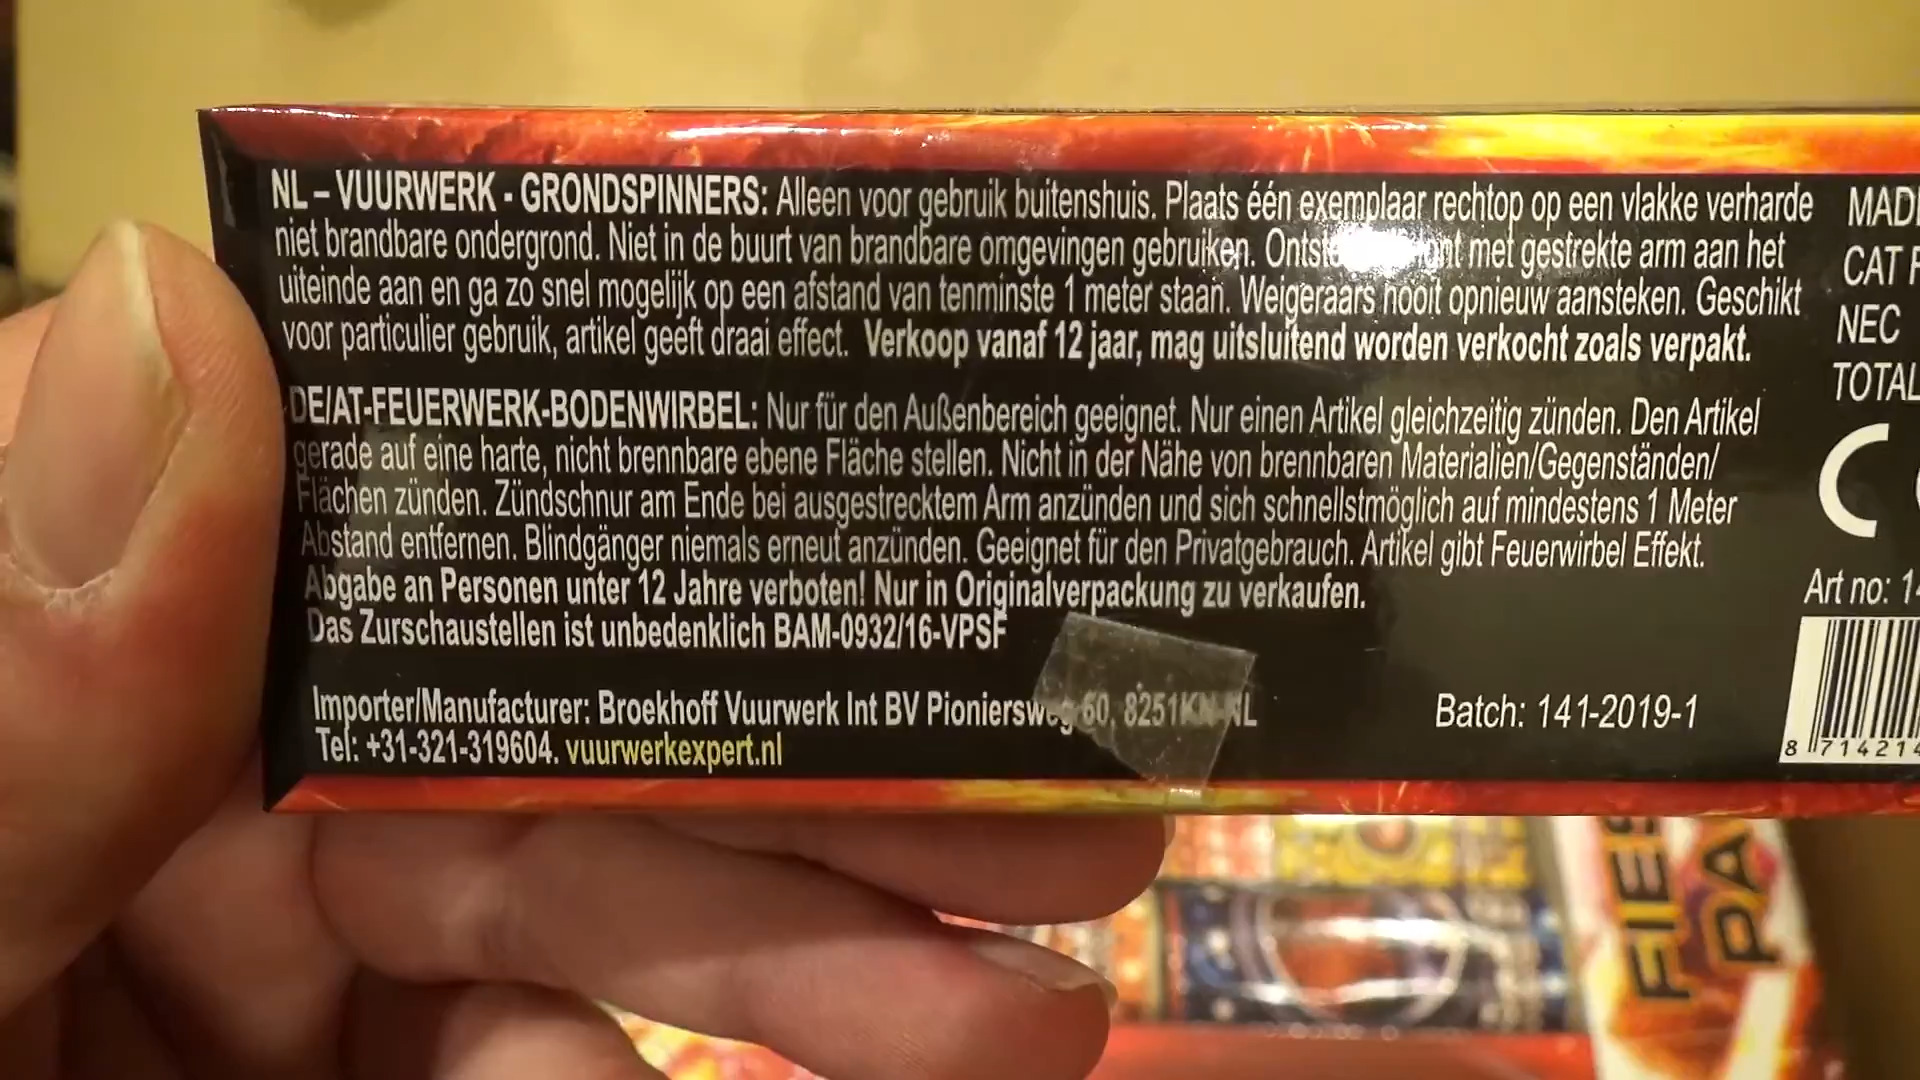 NL – VUURWERK - GRONDSPINNERS: Alleen voor gebruik buitenshuis. Plaats één exemplaar rechtop op een vlakke verharde
niet brandbare ondergrond. Niet in de buurt van brandbare omgevingen gebruiken. met gestrekte arm aan het
uiteinde aan en ga zo snel mogelijk op een afstand van tenminste 1 meter staan. Weigeraars nooit opnieuw aansteken. Geschikt
voor particulier gebruik, artikel geeft draai effect. Verkoop vanaf 12 jaar, mag uitsluitend worden verkocht zoals verpakt.
DE/AT-FEUERWERK-BODENWIRBEL: Nur für den Außenbereich geeignet. Nur einen Artikel gleichzeitig zünden. Den Artikel
gerade auf eine harte, nicht brennbare ebene Fläche stellen. Nicht in der Nähe von brennbaren Materialien/Gegenständen/
Flächen zünden. Zündschnur am Ende bei ausgestrecktem Arm anzünden und sich schnellstmöglich auf mindestens 1 Meter
Abstand entfernen. Blindgänger niemals erneut anzünden. Geeignet für den Privatgebrauch. Artikel gibt Feuerwirbel Effekt.
Abgabe an Personen unter 12 Jahre verboten! Nur in Originalverpackung zu verkaufen.
Das Zurschaustellen ist unbedenklich BAM-0932/16-VPSF
Importer/Manufacturer: Broekhoff Vuurwerk Int BV Pioniersweg 60, 8251KN-NL
Tel: +31-321-319604. vuurwerkexpert.nl
Batch: 141-2019-1
CAT
NEC
TOTAL
Art no:
8 714214